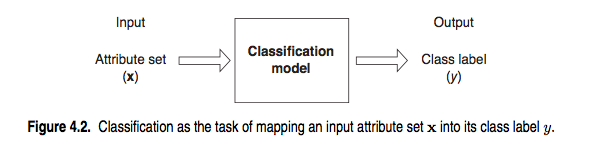 Input
Output
Attribute set
(x)
Classification
model
Class label
(y)
Figure 4.2. Classification as the task of mapping an input attribute set x into its class label y.